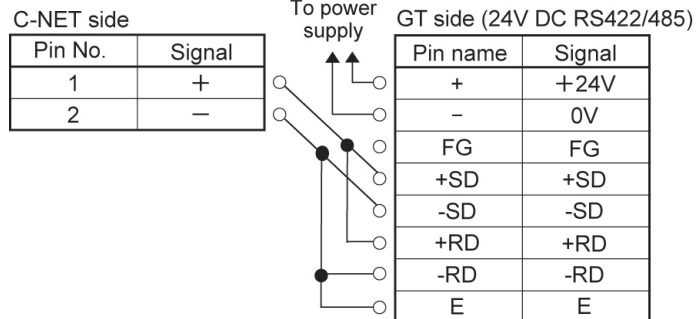 C-NET side
To power
supply
GT side (24V DC RS422/485)
Pin No. Signal
1 +
2 −
Pin name Signal
+ +24V
− 0V
FG FG
+SD +SD
-SD -SD
+RD +RD
-RD -RD
E E